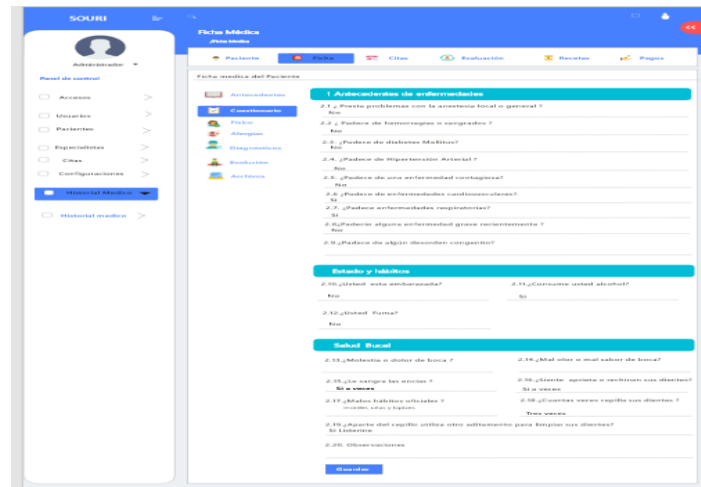 SOURI
Ficha Médica
/Ficha Médica
Administrador
Panel de control
Accesos
Usuarios
Pacientes
Especialistas
Citas
Configuraciones
Historial Medico
Historial medico
Paciente
Ficha
Citas
Evaluación
Recetas
Pagos
Ficha medica del Paciente
Antecedentes
Cuestionario
Físico
Alergias
Diagnósticos
Evolución
Archivos
1 Antecedentes de enfermedades
2.1 ¿ Presta problemas con la anestesia local o general ?
No
2.2 ¿ Padece de hemorragias o sangrados ?
No
2.3. ¿Padece de diabetes Mellitus?
No
2.4. ¿Padece de Hipertensión Arterial ?
No
2.5. ¿Padece de una enfermedad contagiosa?
No
2.6 ¿Padece de enfermedades cardiovasculares?.
Si
2.7. ¿Padece enfermedades respiratorias?
Si
2.8¿Padecio alguna enfermedad grave recientemente ?
No
2.9.¿Padece de algún desorden congenito?
Estado y hábitos
2.10.¿Usted esta embarazada?
No
2.11.¿Consume usted alcohol?
Si
2.12.¿Usted Fuma?
No
Salud Bucal
2.13.¿Molestia o dolor de boca ?
2.14.¿Mal olor o mal sabor de boca?
2.15.¿Le sangra las encias ?
Si a veces
2.16.¿Siente aprieta o rechinan sus dientes?
Si a veces
2.17.¿Malos hábitos oficiales ?
2.18.¿Cuantas veces cepilla sus dientes ?
Tres veces
2.19.¿Aparte del cepillo utiliza otro aditamento para limpiar sus dientes?
Si Listerine
2.20. Observaciones
Guardar